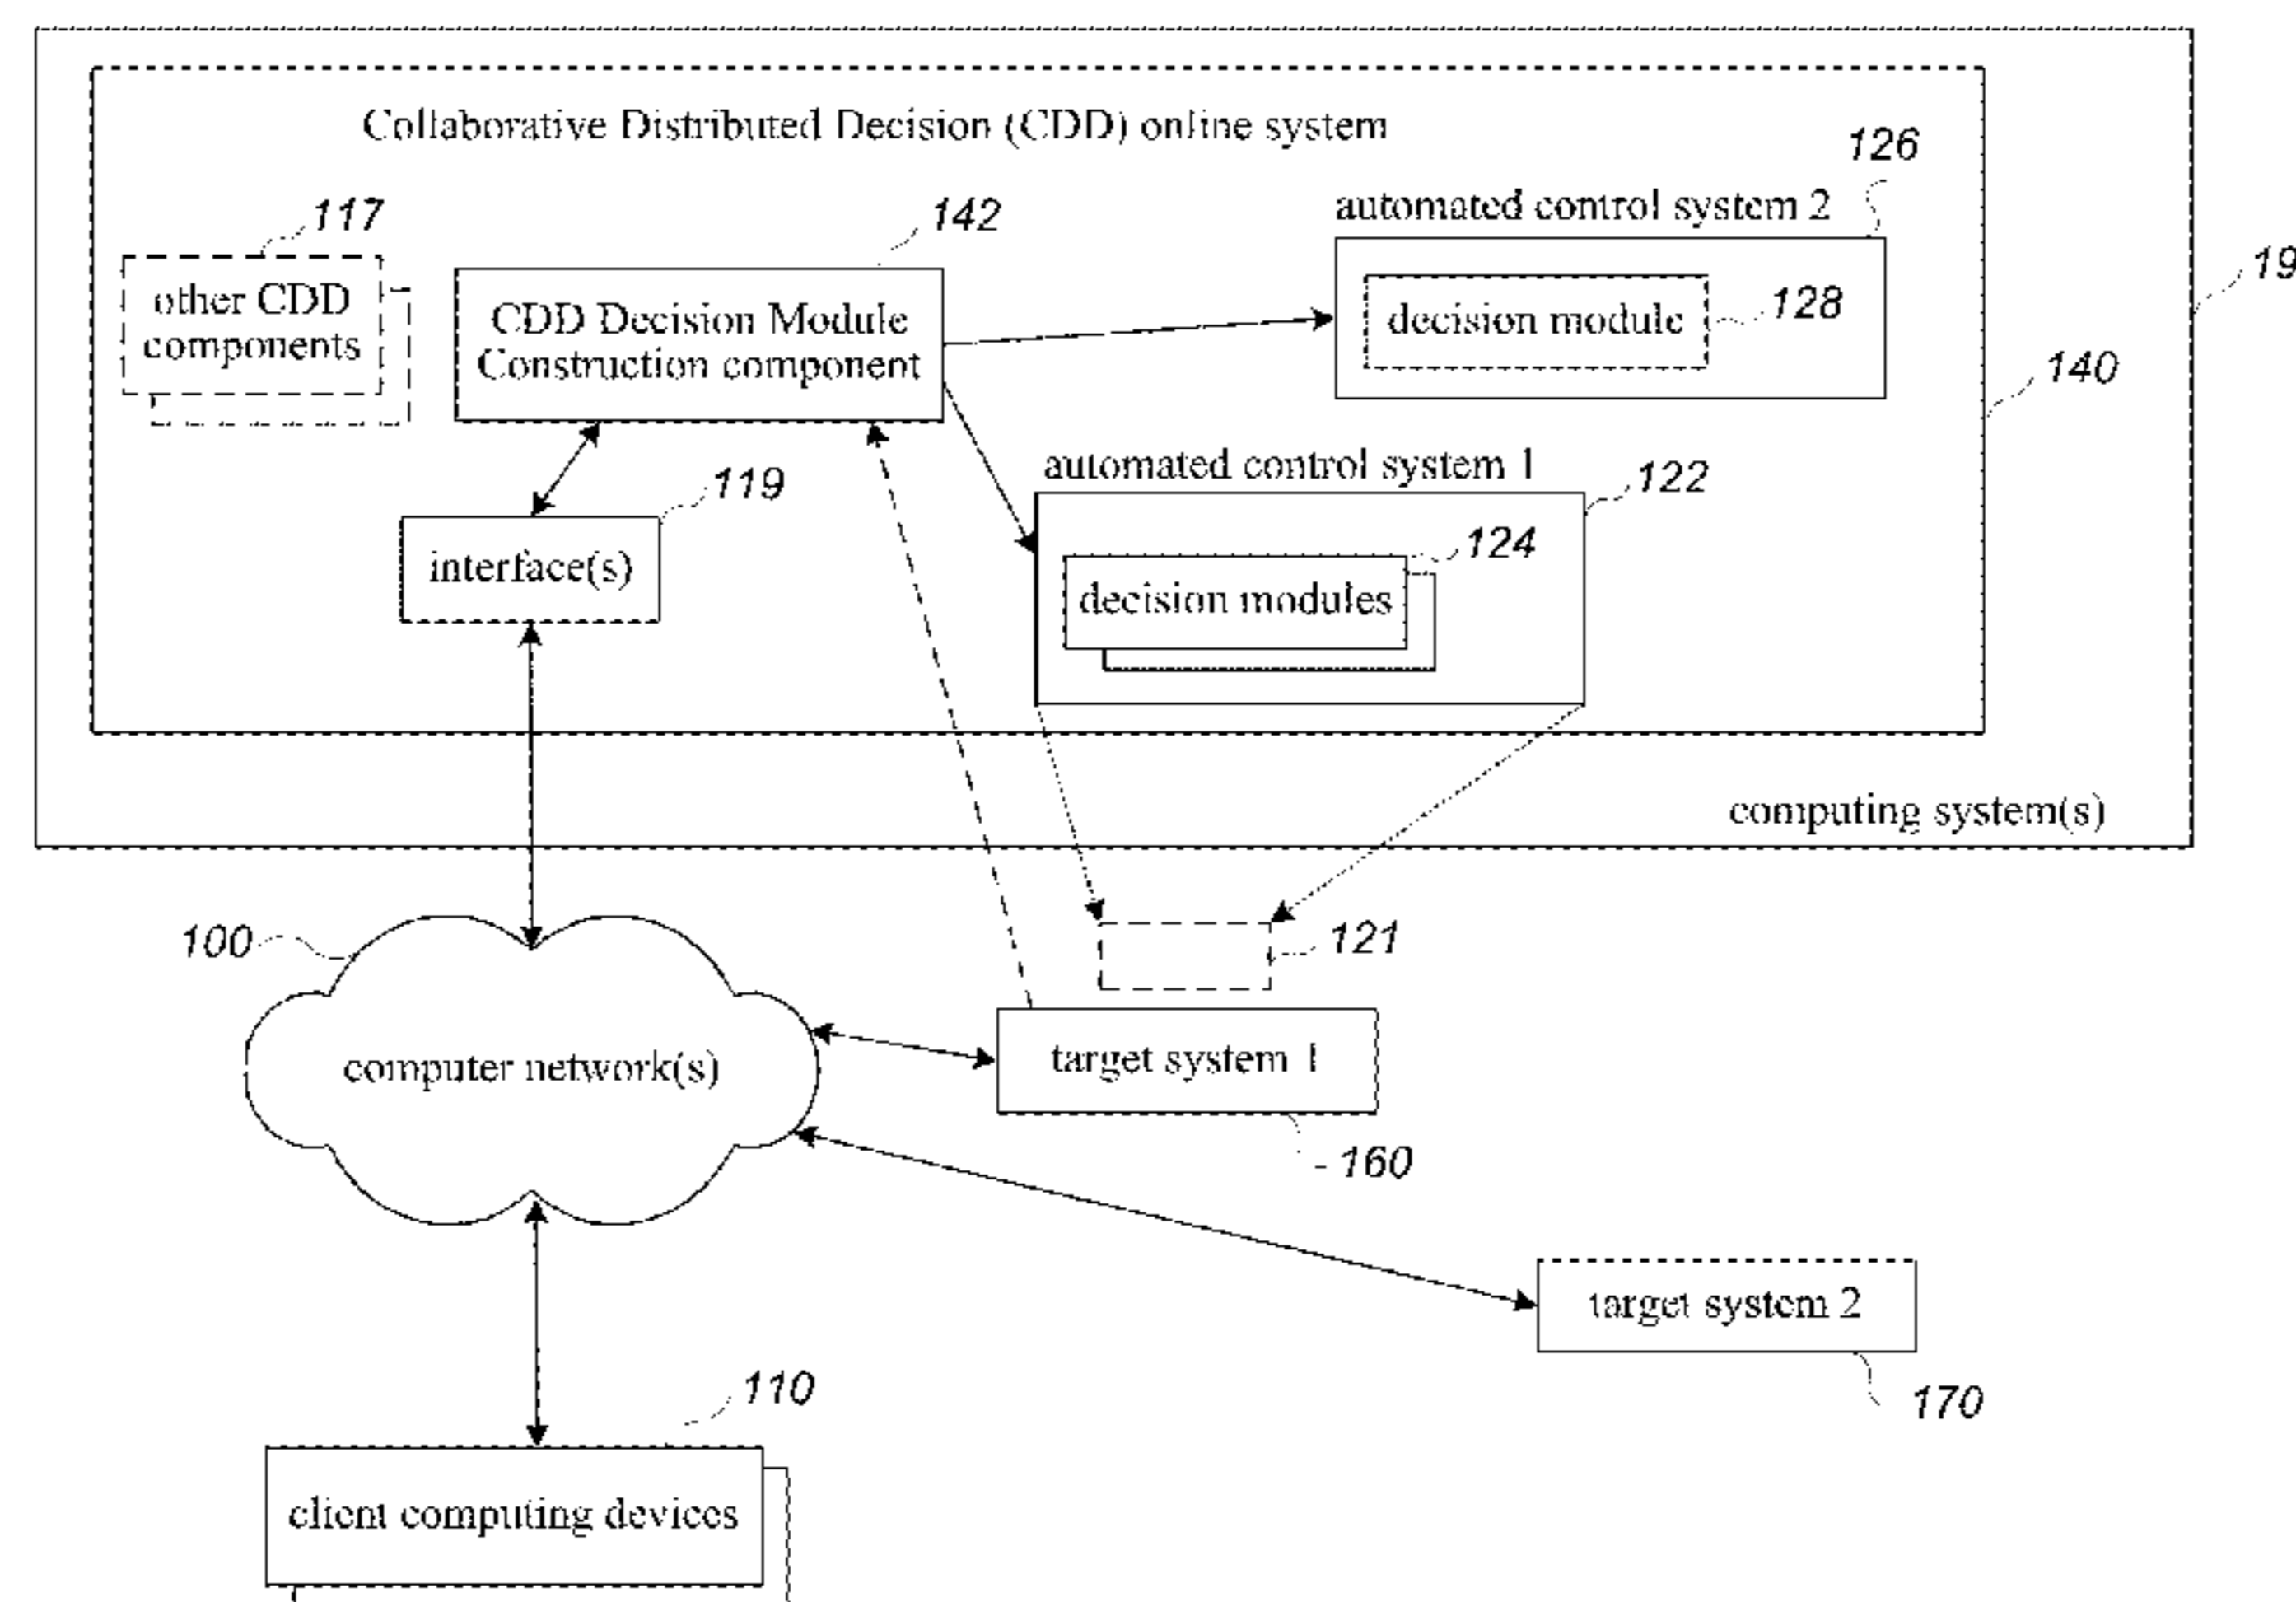 Collaborative Distributed Decision (CDD) online system
126
117
142
automated control system 2
other CDD
components
CDD Decision Module
Construction component
decision module
128
19
140
automated control system 1
119
122
interface(s)
124
decision modules
computing system(s)
100
121
computer network(s)
target system 1
160
target system 2
110
170
client computing devices